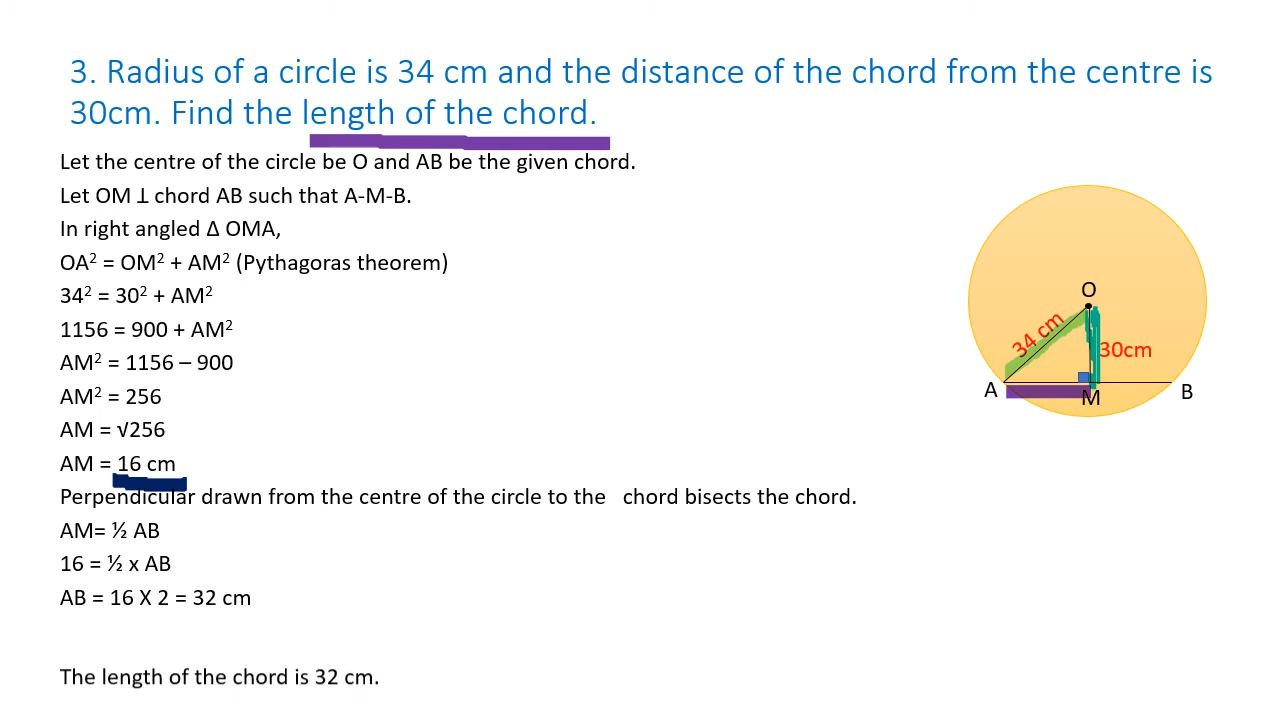 3. Radius of a circle is 34 cm and the distance of the chord from the centre is
30cm. Find the length of the chord.
Let the centre of the circle be O and AB be the given chord.
Let OM ⊥ chord AB such that A-M-B.
In right angled Δ OMA,
OA² = OM² + AM² (Pythagoras theorem)
34² = 30² + AM²
1156 = 900 + AM²
AM² = 1156 – 900
AM² = 256
AM = √256
AM = 16 cm
Perpendicular drawn from the centre of the circle to the   chord bisects the chord.
AM= ½ AB
16 = ½ x AB
AB = 16 X 2 = 32 cm
The length of the chord is 32 cm.
O
34 cm
30cm
A
M
B